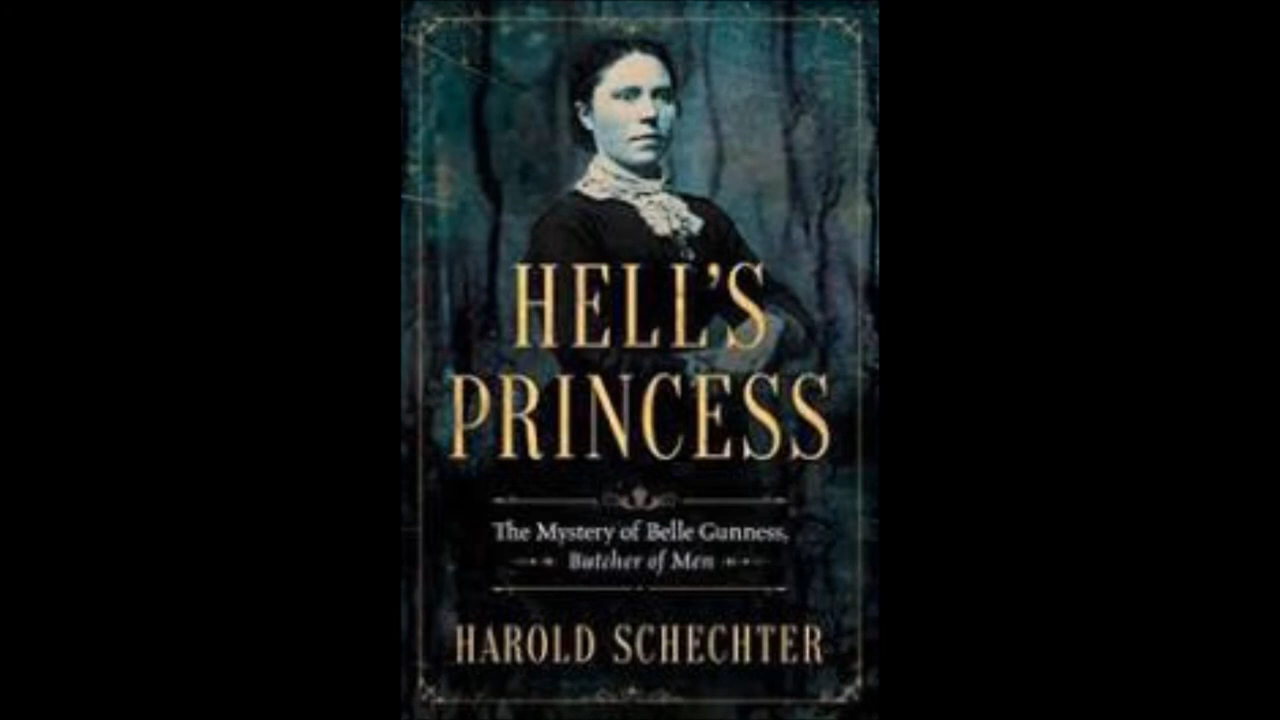 HELL'S
PRINCESS
The Mystery of Belle Gunness,
Butcher of Men
HAROLD SCHECHTER